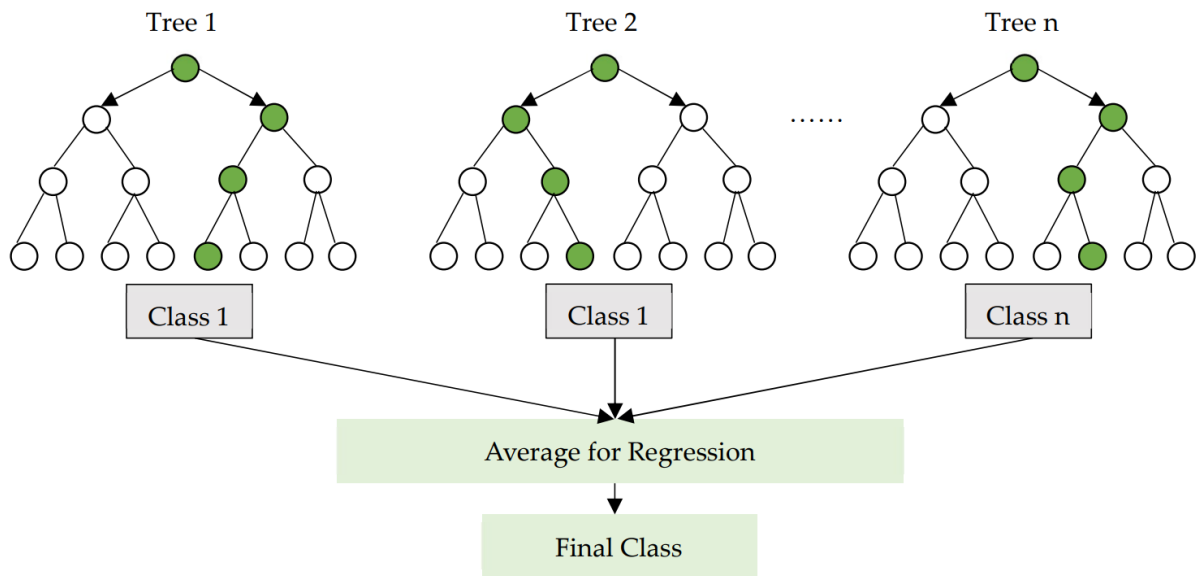 Tree 1
Tree 2
Tree n
......
Class 1
Class 1
Class n
Average for Regression
Final Class